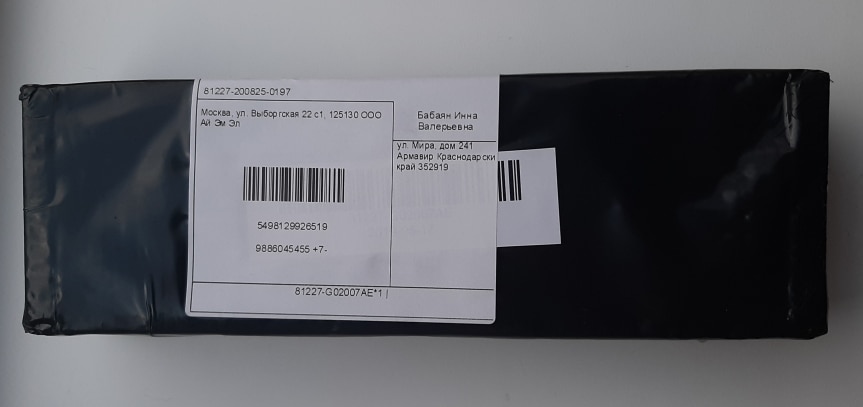 81227-200825-0197
Москва, ул. Выборгская 22 с1, 125130 ООО
Ай Эм Эл
5498129926519
9886045455 +7-
Бабаян Инна
Валерьевна
ул. Мира, дом 241
Армавир Краснодарски
край 352919
81227-G02007AE*1 |